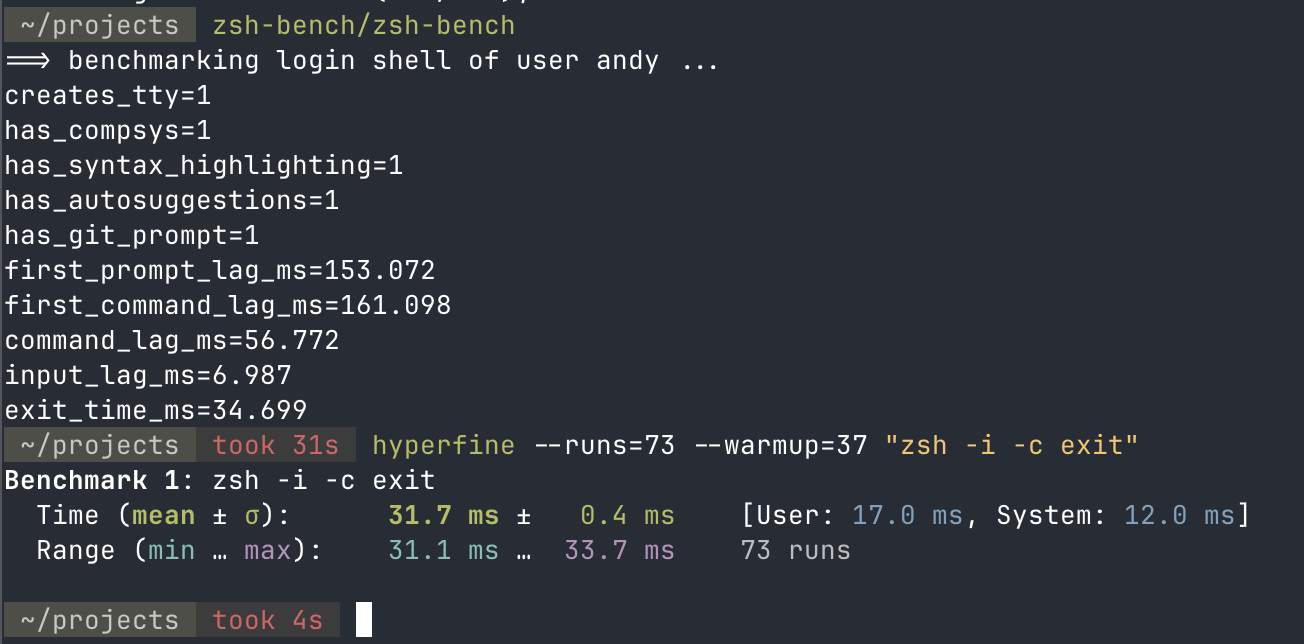 ~/projects zsh-bench/zsh-bench
==> benchmarking login shell of user andy ...
creates_tty=1
has_compsys=1
has_syntax_highlighting=1
has_autosuggestions=1
has_git_prompt=1
first_prompt_lag_ms=153.072
first_command_lag_ms=161.098
command_lag_ms=56.772
input_lag_ms=6.987
exit_time_ms=34.699
~/projects took 31s hyperfine --runs=73 --warmup=37 "zsh -i -c exit"
Benchmark 1: zsh -i -c exit
Time (mean ± σ): 31.7 ms ± 0.4 ms [User: 17.0 ms, System: 12.0 ms]
Range (min … max): 31.1 ms … 33.7 ms 73 runs
~/projects took 4s